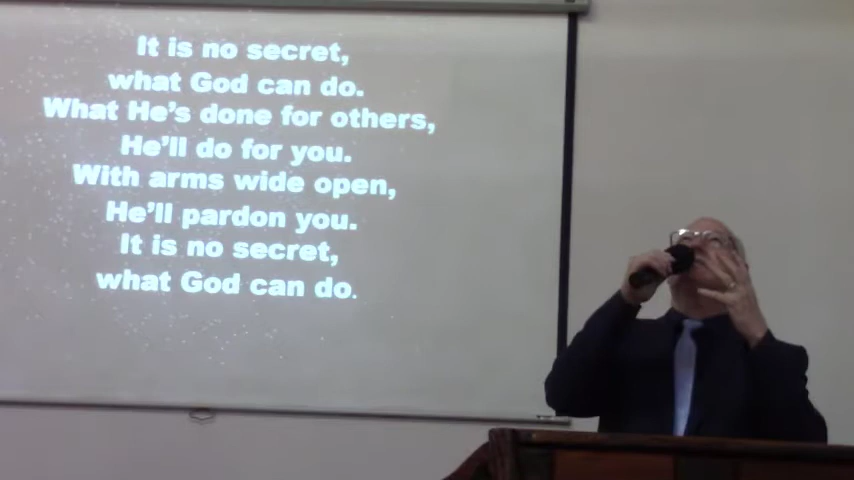 It is no secret,
what God can do.
What He's done for others,
He'll do for you.
With arms wide open,
He'll pardon you.
It is no secret,
what God can do.